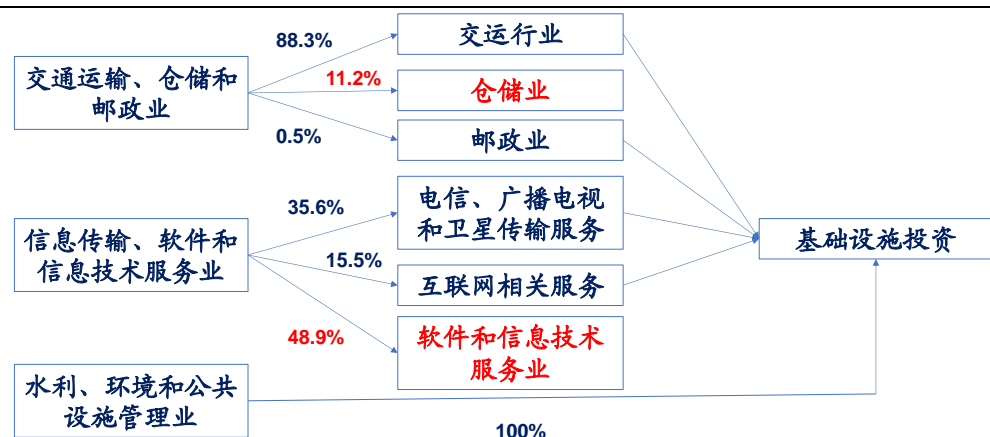 88.3%
交运行业
交通运输、仓储和
邮政业
11.2%
仓储业
0.5%
邮政业
35.6%
电信、广播电视
和卫星传输服务
信息传输、软件和
信息技术服务业
15.5%
互联网相关服务
基础设施投资
48.9%
软件和信息技术
服务业
水利、环境和公共
设施管理业
100%